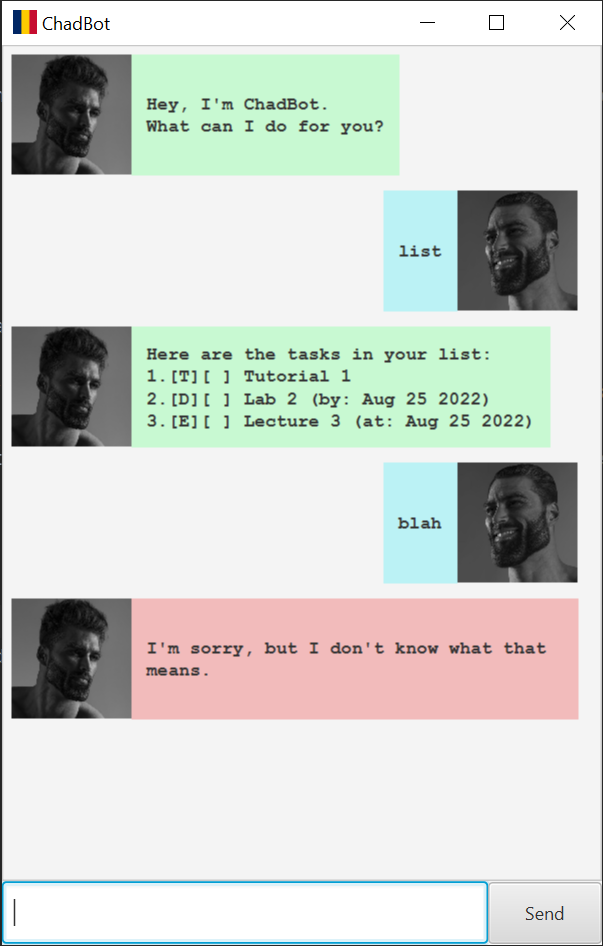 ChadBot
Hey, I'm ChadBot.
What can I do for you?
list
Here are the tasks in your list:
1.[T][ ] Tutorial 1
2.[D][ ] Lab 2 (by: Aug 25 2022)
3.[E][ ] Lecture 3 (at: Aug 25 2022)
blah
I'm sorry, but I don't know what that
means.
Send